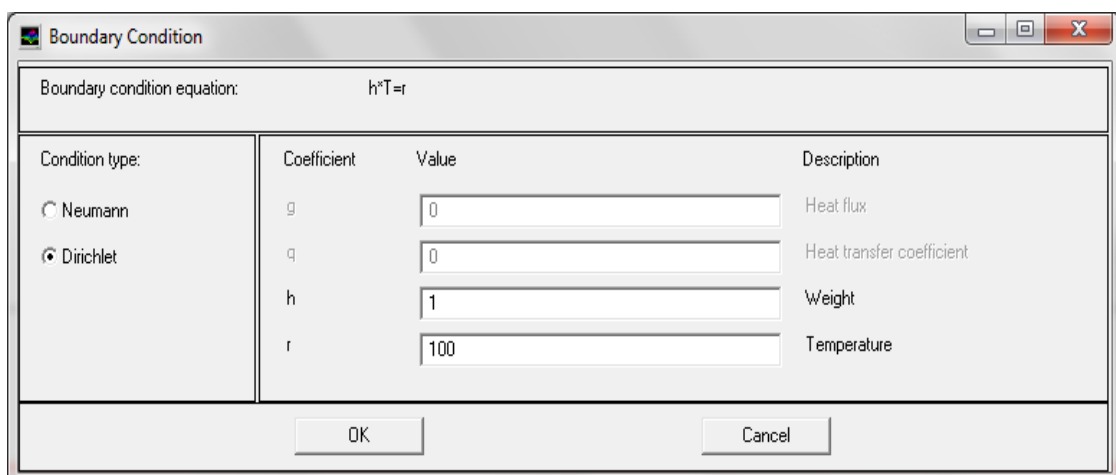 Boundary Condition
Boundary condition equation: h*T=r
Condition type: Coefficient Value Description
Neumann g 0 Heat flux
Dirichlet q 0 Heat transfer coefficient
h 1 Weight
r 100 Temperature
OK Cancel